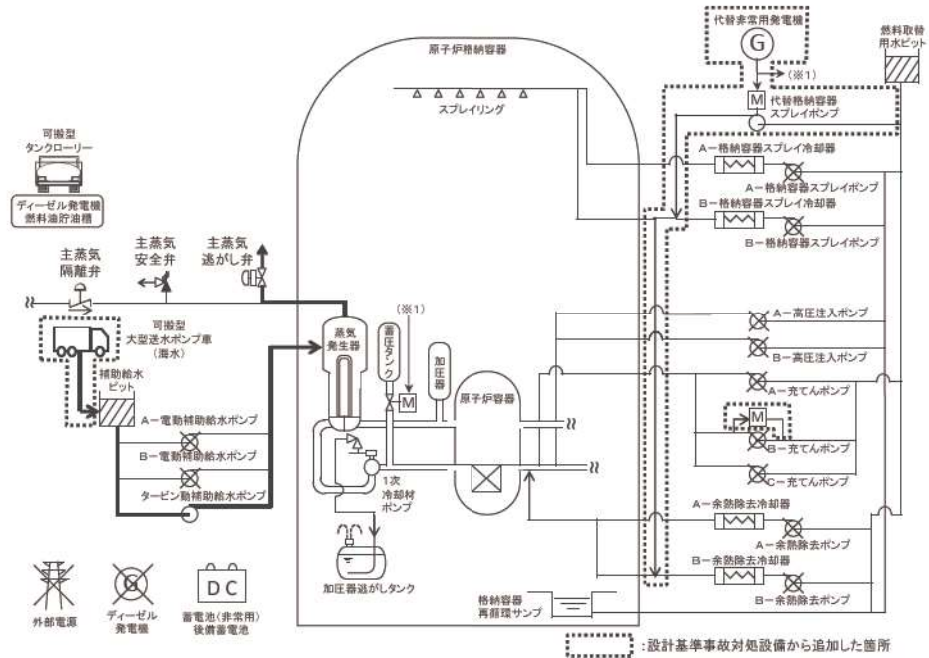 代替非常用発電機
G
(※1)
M
代替格納容器
スプレイポンプ
燃料取替
用水ピット
原子炉格納容器
スプレイリング
A-格納容器スプレイ冷却器
A-格納容器スプレイポンプ
B-格納容器スプレイ冷却器
B-格納容器スプレイポンプ
可搬型
タンクローリー
ディーゼル発電機
燃料油貯油槽
主蒸気
隔離弁
主蒸気
安全弁
主蒸気
逃がし弁
可搬型
大型送水ポンプ車
(海水)
補助給水
ピット
A-電動補助給水ポンプ
B-電動補助給水ポンプ
タービン動補助給水ポンプ
蒸気
発生器
蓄圧タンク
(※1)
M
加圧器
原子炉容器
1次
冷却材
ポンプ
加圧器逃がしタンク
A-高圧注入ポンプ
B-高圧注入ポンプ
A-充てんポンプ
M
B-充てんポンプ
C-充てんポンプ
A-余熱除去冷却器
A-余熱除去ポンプ
B-余熱除去冷却器
B-余熱除去ポンプ
格納容器
再循環サンプ
外部電源
G
ディーゼル
発電機
DC
蓄電池(非常用)
後備蓄電池
:設計基準事故対処設備から追加した箇所